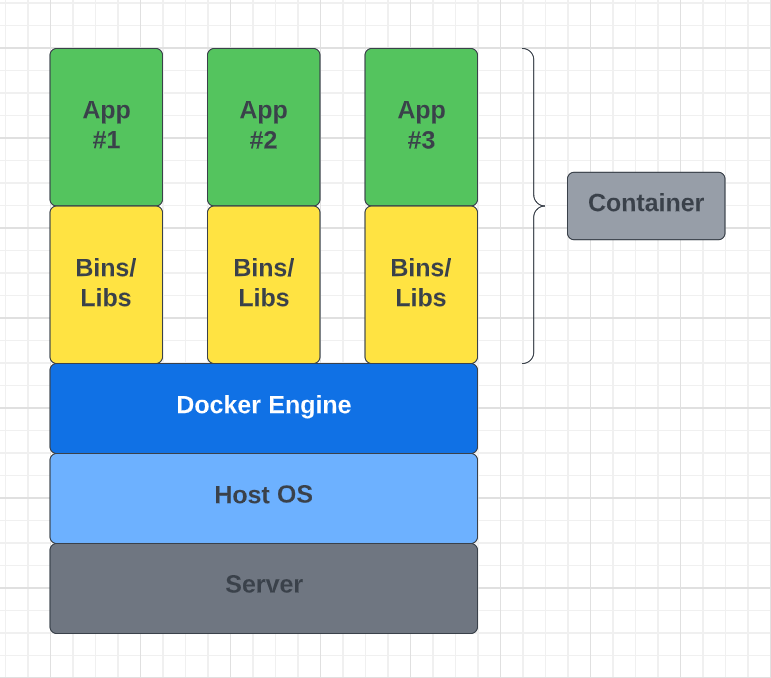 App
#1
App
#2
App
#3
Container
Bins/
Libs
Bins/
Libs
Bins/
Libs
Docker Engine
Host OS
Server